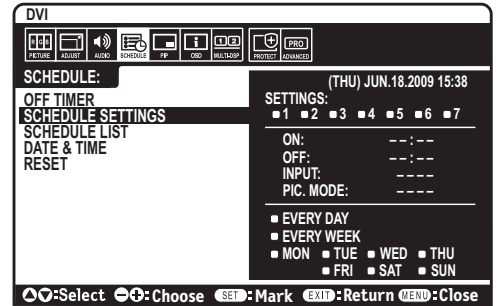 DVI
RGB
PICTURE ADJUST AUDIO SCHEDULE PIP OSD MULTI-DSP PROTECT ADVANCED
i 1 2 PRO
SCHEDULE:
OFF TIMER
SCHEDULE SETTINGS
SCHEDULE LIST
DATE & TIME
RESET
(THU) JUN.18.2009 15:38
SETTINGS:
1 2 3 4 5 6 7
ON: --:--
OFF: --:--
INPUT: ----
PIC. MODE: ----
EVERY DAY
EVERY WEEK
MON TUE WED THU
FRI SAT SUN
:Select :Choose SET:Mark EXIT:Return MENU:Close